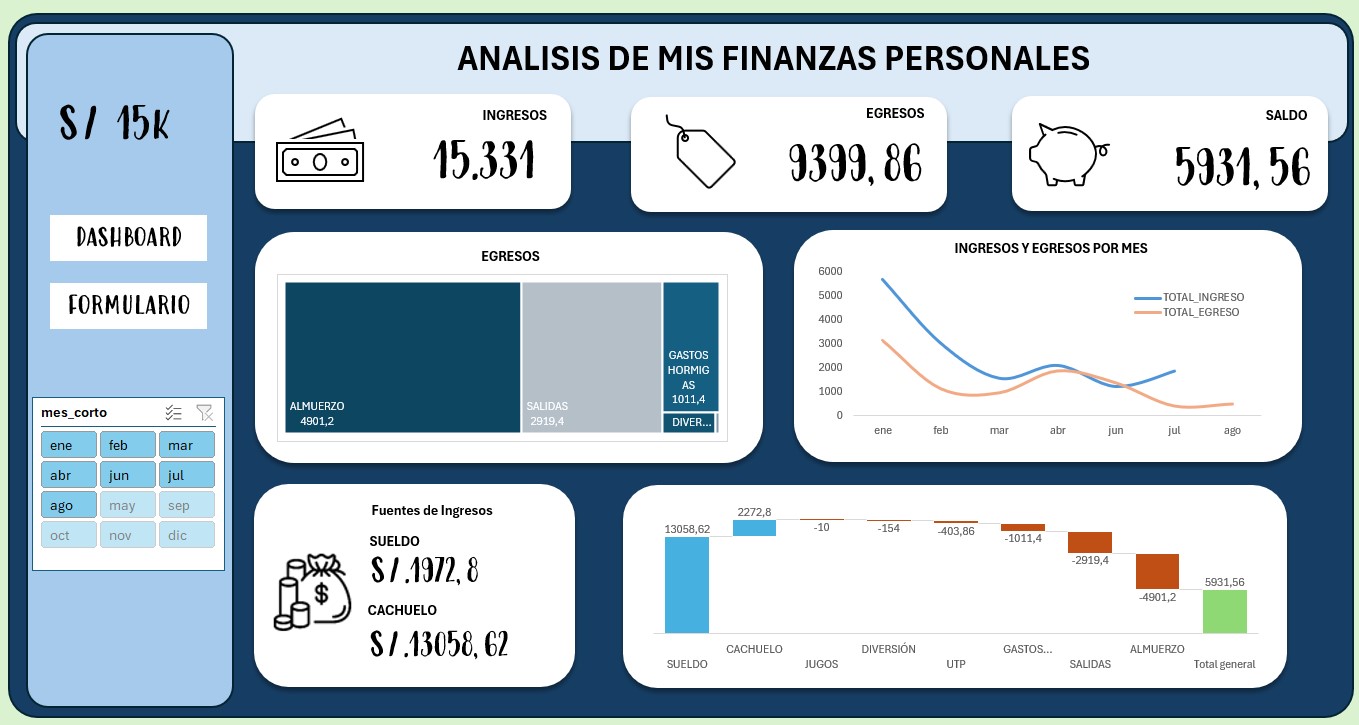 ANALISIS DE MIS FINANZAS PERSONALES
S/ 15K
DASHBOARD
FORMULARIO
mes_corto
ene feb mar
abr jun jul
ago may sep
oct nov dic
INGRESOS
15.331
EGRESOS
9399,86
SALDO
5931,56
EGRESOS
ALMUERZO
4901,2
SALIDAS
2919,4
GASTOS
HORMIG
AS
1011,4
DIVER...
INGRESOS Y EGRESOS POR MES
6000
5000
4000
3000
2000
1000
0
ene feb mar abr jun jul ago
TOTAL_INGRESO
TOTAL_EGRESO
Fuentes de Ingresos
SUELDO
S/.1972,8
CACHUELO
S/.13058,62
13058,62
2272,8
-10
-154
-403,86
-1011,4
-2919,4
-4901,2
5931,56
SUELDO
CACHUELO
JUGOS
DIVERSIÓN
UTP
GASTOS...
SALIDAS
ALMUERZO
Total general